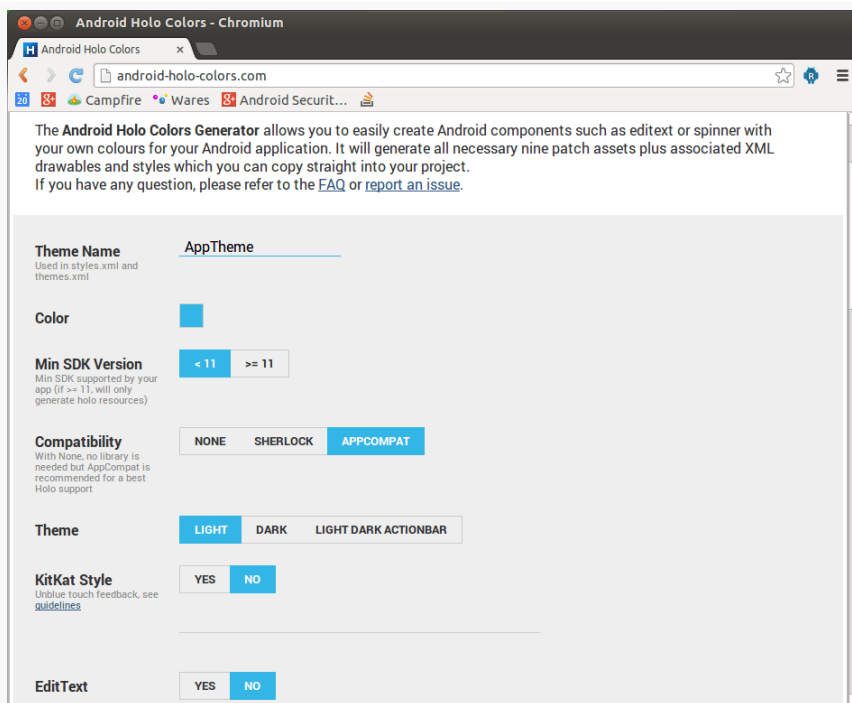 Android Holo Colors - Chromium
Android Holo Colors
android-holo-colors.com
20 Campfire Wares Android Securit...
The Android Holo Colors Generator allows you to easily create Android components such as editext or spinner with
your own colours for your Android application. It will generate all necessary nine patch assets plus associated XML
drawables and styles which you can copy straight into your project.
If you have any question, please refer to the FAQ or report an issue.
Theme Name AppTheme
Used in styles.xml and
themes.xml
Color
Min SDK Version < 11 >= 11
Min SDK supported by your
app (if >= 11, will only
generate holo resources)
Compatibility NONE SHERLOCK APPCOMPAT
With None, no library is
needed but AppCompat is
recommended for a best
Holo support
Theme LIGHT DARK LIGHT DARK ACTIONBAR
KitKat Style YES NO
Unblue touch feedback, see
guidelines
EditText YES NO